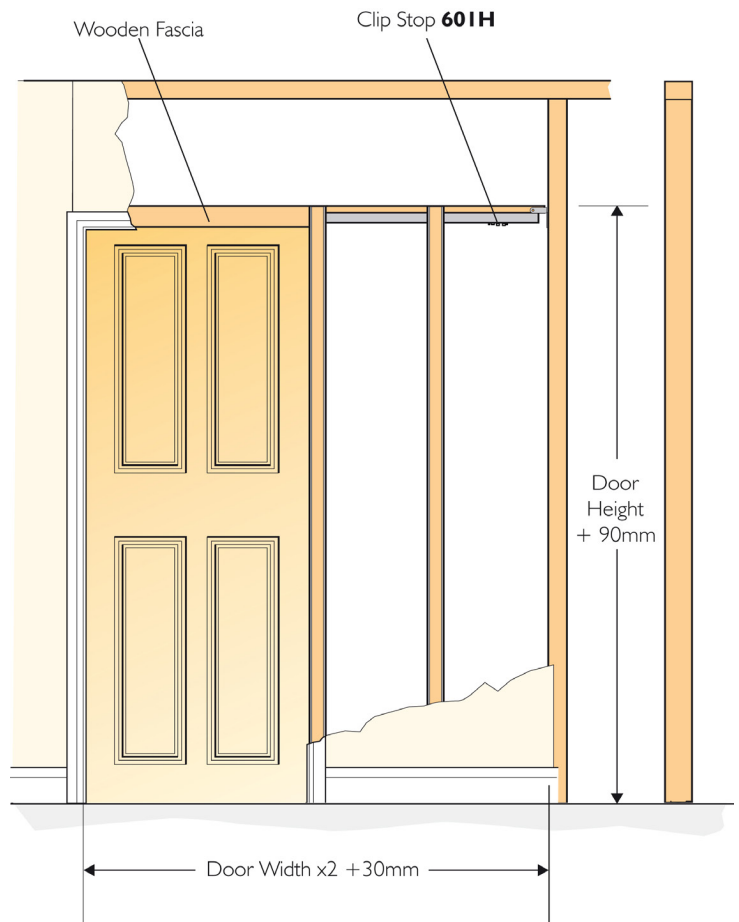 Wooden Fascia
Clip Stop 601H
Door
Height
+ 90mm
Door Width x2 +30mm